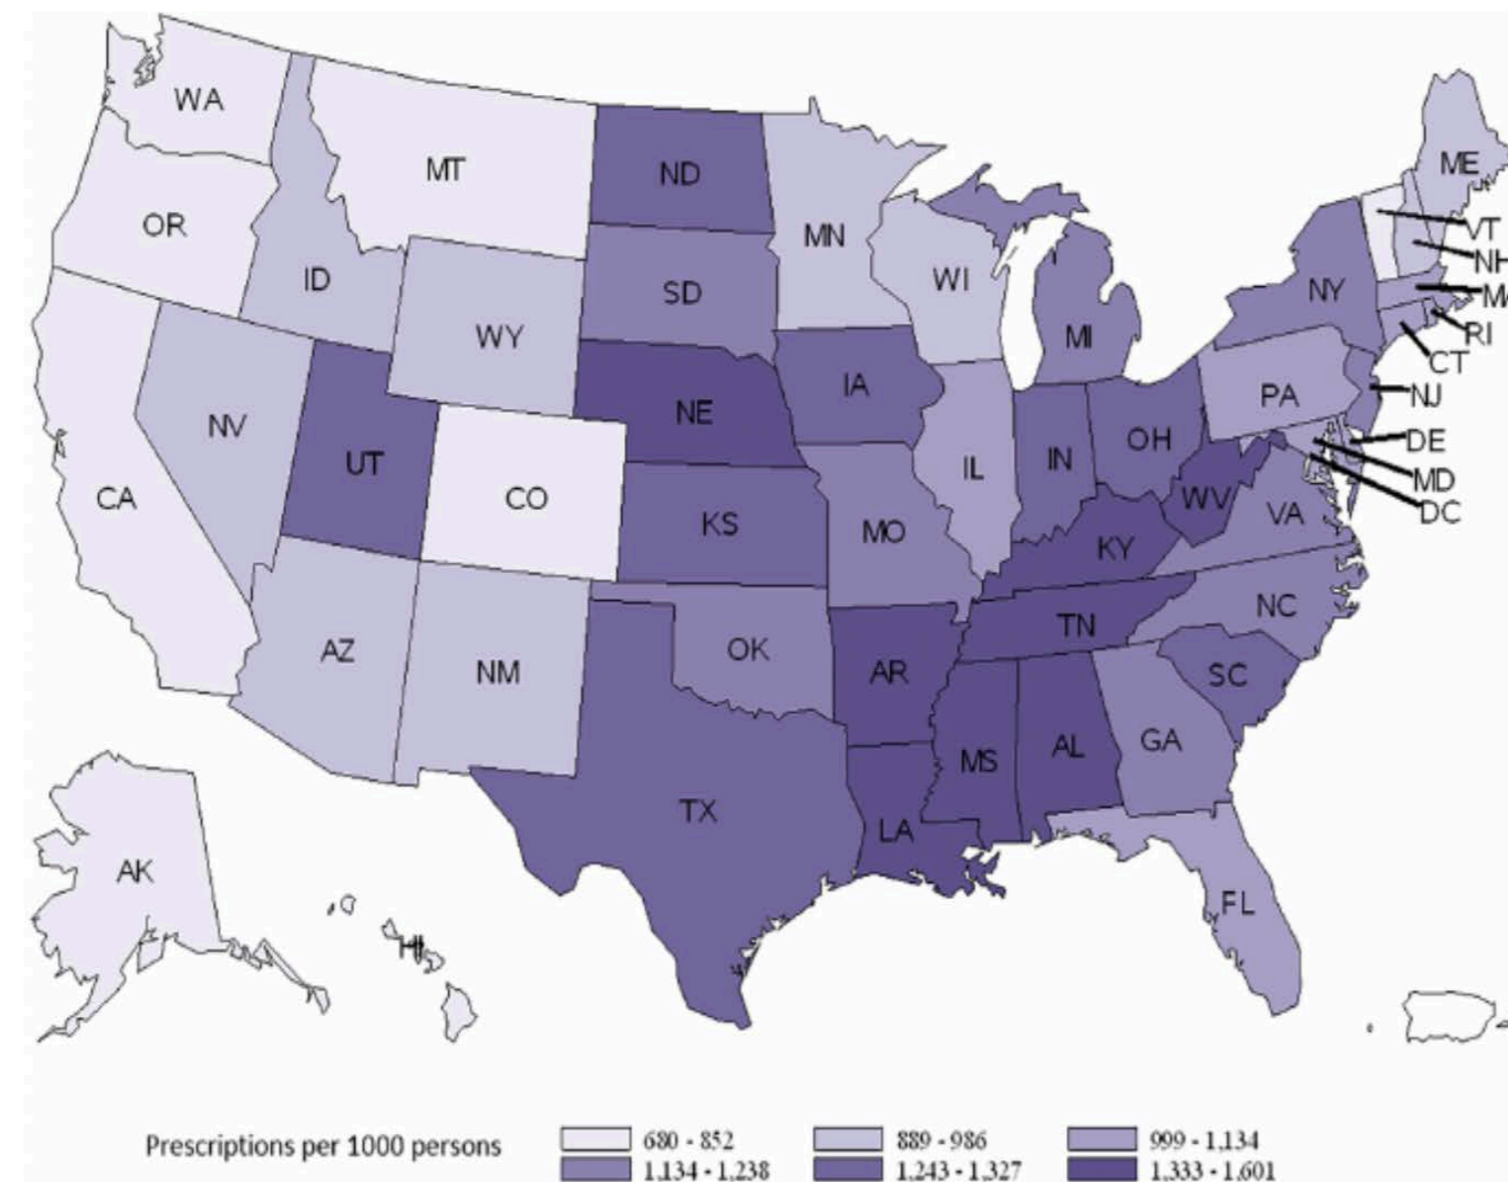 WA
MT
ND
ME
OR
MN
VT
ID
SD
WI
NH
NY
MA
WY
MI
RI
CT
IA
NE
PA
NJ
NV
UT
OH
DE
CA
CO
IL
IN
MD
WV
DC
KS
MO
VA
KY
NC
AZ
NM
OK
TN
AR
SC
MS
AL
GA
TX
LA
AK
FL
HI
Prescriptions per 1000 persons
680 - 852 889 - 986 999 - 1,134
1,134 - 1,238 1,243 - 1,327 1,333 - 1,601